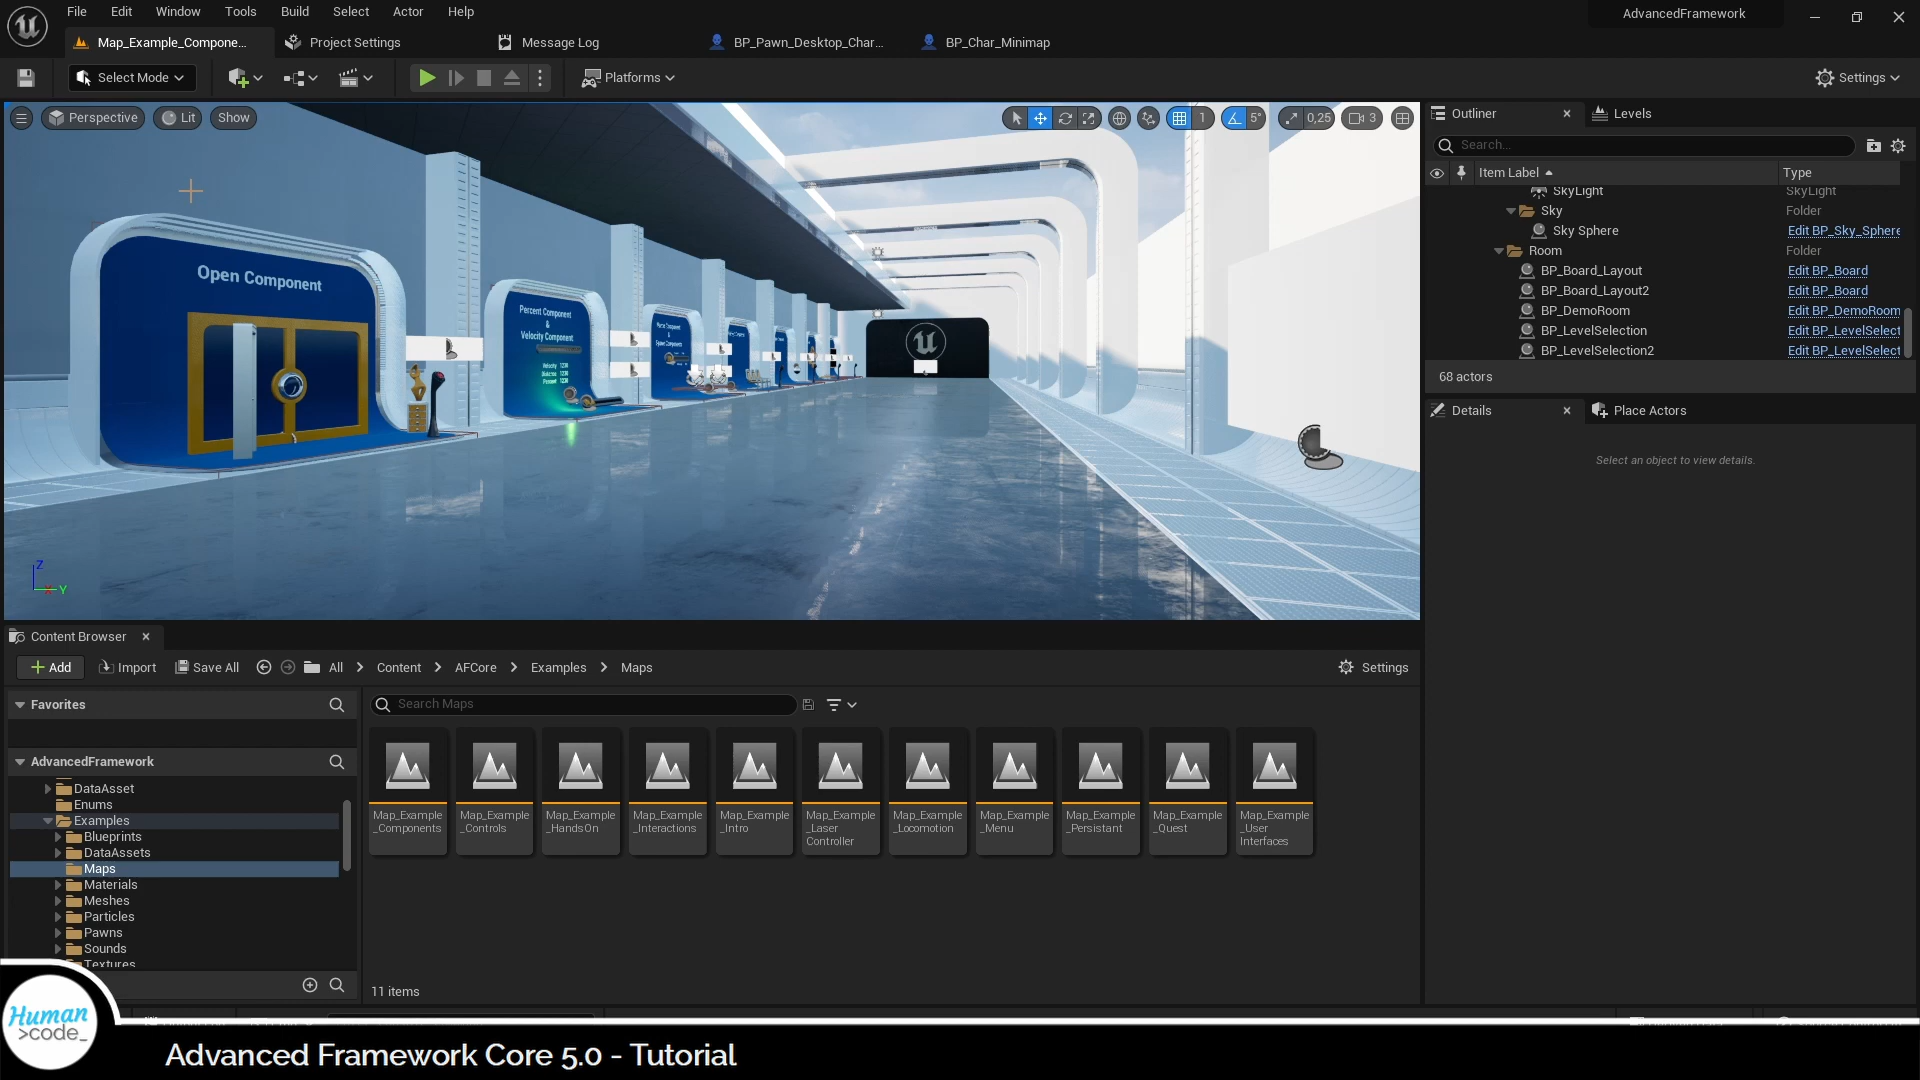 File Edit Window Tools Build Select Actor Help
AdvancedFramework
Map_Example_Compone... Project Settings Message Log BP_Pawn_Desktop_Char... BP_Char_Minimap
Select Mode Platforms Settings
Perspective Lit Show 1 5° 0,25 3
Open Component
Percent Component
&
Velocity Component
Outliner Levels
Search...
Item Label Type
SkyLight SkyLight
Sky Folder
Sky Sphere Edit BP_Sky_Sphere
Room Folder
BP_Board_Layout Edit BP_Board
BP_Board_Layout2 Edit BP_Board
BP_DemoRoom Edit BP_DemoRoom
BP_LevelSelection Edit BP_LevelSelect
BP_LevelSelection2 Edit BP_LevelSelect
68 actors
Details Place Actors
Select an object to view details.
Z
X Y
Content Browser
Add Import Save All All Content AFCore Examples Maps Settings
Favorites
AdvancedFramework
DataAsset
Enums
Examples
Blueprints
DataAssets
Maps
Materials
Meshes
Particles
Pawns
Sounds
Textures
Search Maps
Map_Example
_Components
Map_Example
_Controls
Map_Example
_HandsOn
Map_Example
_Interactions
Map_Example
_Intro
Map_Example
_Laser
Controller
Map_Example
_Locomotion
Map_Example
_Menu
Map_Example
_Persistant
Map_Example
_Quest
Map_Example
_User
Interfaces
11 items
Human
>code_
Advanced Framework Core 5.0 - Tutorial